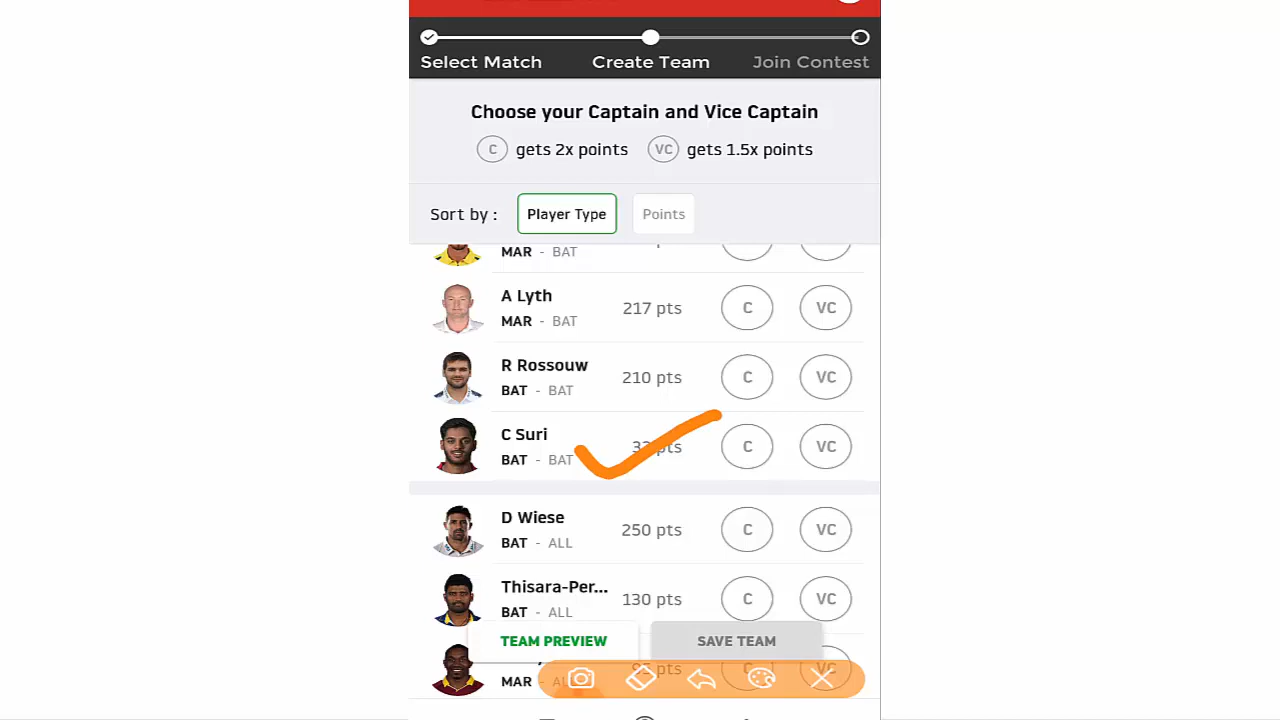 Select Match Create Team Join Contest
Choose your Captain and Vice Captain
C gets 2x points VC gets 1.5x points
Sort by : Player Type Points
MAR - BAT
A Lyth
217 pts C VC
MAR - BAT
R Rossouw
210 pts C VC
BAT - BAT
C Suri
pts C VC
BAT - BAT
D Wiese
250 pts C VC
BAT - ALL
Thisara-Per...
130 pts C VC
BAT - ALL
TEAM PREVIEW SAVE TEAM
pts C VC
MAR